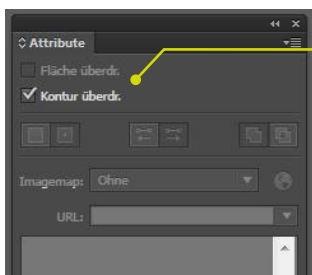 Attribute
Fläche überdr.
Kontur überdr.
Imagemap: Ohne
URL: